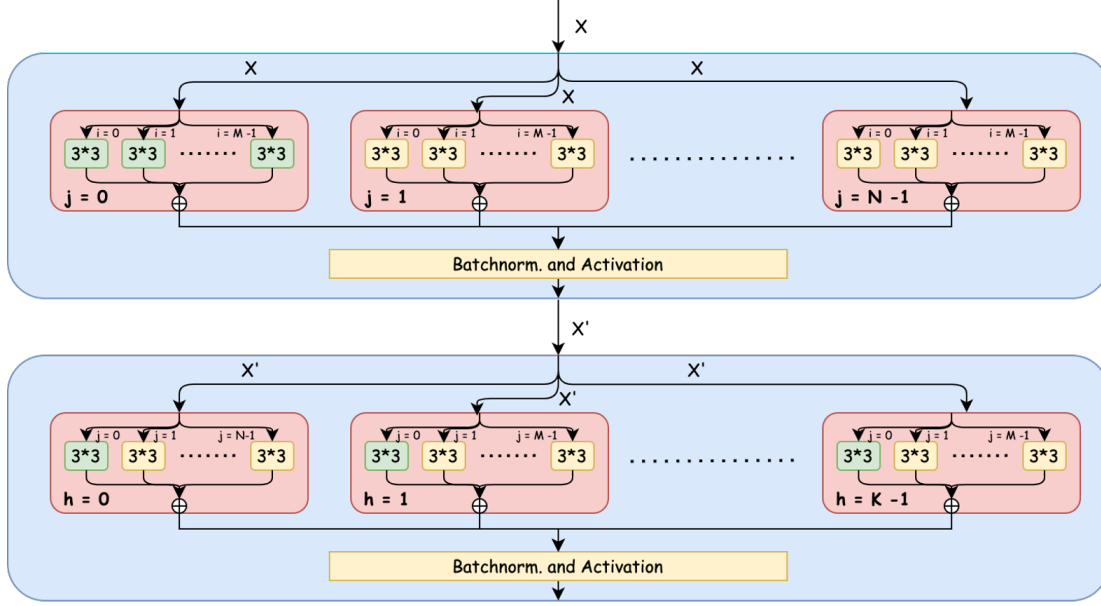 X
X
X
X
i = 0 i = 1 i = M -1
3*3 3*3 ······· 3*3
j = 0
i = 0 i = 1 i = M -1
3*3 3*3 ······· 3*3
j = 1
i = 0 i = 1 i = M -1
3*3 3*3 ······· 3*3
j = N -1
Batchnorm. and Activation
X'
X'
X'
X'
j = 0 j = 1 j = N-1
3*3 3*3 ······· 3*3
h = 0
j = 0 j = 1 j = M -1
3*3 3*3 ······· 3*3
h = 1
j = 0 j = 1 j = M -1
3*3 3*3 ······· 3*3
h = K -1
Batchnorm. and Activation